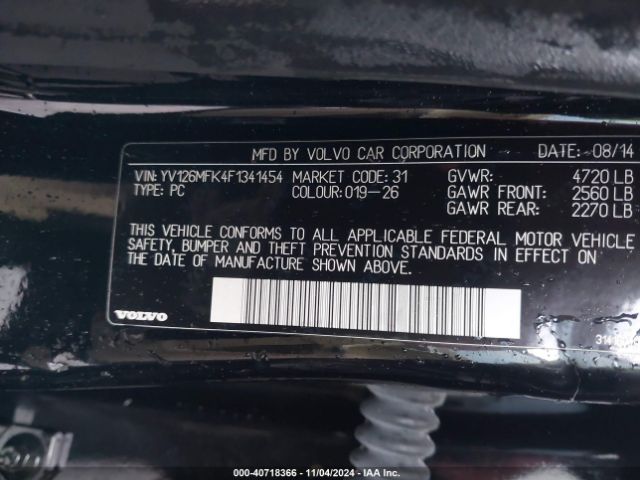 MFD BY VOLVO CAR CORPORATION DATE: 08/14
VIN: YV126MFK4F1341454 MARKET CODE: 31 GVWR: 4720 LB
TYPE: PC COLOUR: 019-26 GAWR FRONT: 2560 LB
GAWR REAR: 2270 LB
THIS VEHICLE CONFORMS TO ALL APPLICABLE FEDERAL MOTOR VEHICLE
SAFETY, BUMPER AND THEFT PREVENTION STANDARDS IN EFFECT ON
THE DATE OF MANUFACTURE SHOWN ABOVE.
VOLVO
000-40718366 - 11/04/2024 - IAA Inc.